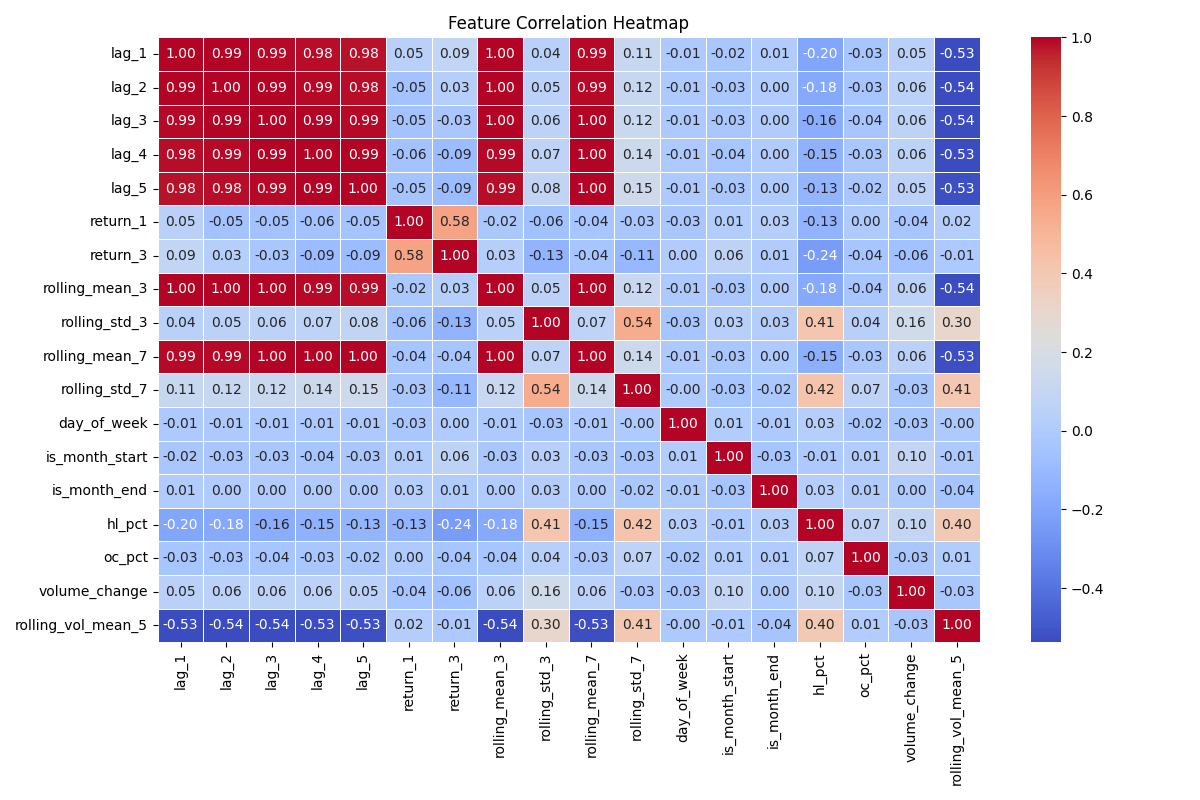 Feature Correlation Heatmap
lag_1 1.00 0.99 0.99 0.98 0.98 0.05 0.09 1.00 0.04 0.99 0.11 -0.01 -0.02 0.01 -0.20 -0.03 0.05 -0.53
lag_2 0.99 1.00 0.99 0.99 0.98 -0.05 0.03 1.00 0.05 0.99 0.12 -0.01 -0.03 0.00 -0.18 -0.03 0.06 -0.54
lag_3 0.99 0.99 1.00 0.99 0.99 -0.05 -0.03 1.00 0.06 1.00 0.12 -0.01 -0.03 0.00 -0.16 -0.04 0.06 -0.54
lag_4 0.98 0.99 0.99 1.00 0.99 -0.06 -0.09 0.99 0.07 1.00 0.14 -0.01 -0.04 0.00 -0.15 -0.03 0.06 -0.53
lag_5 0.98 0.98 0.99 0.99 1.00 -0.05 -0.09 0.99 0.08 1.00 0.15 -0.01 -0.03 0.00 -0.13 -0.02 0.05 -0.53
return_1 0.05 -0.05 -0.05 -0.06 -0.05 1.00 0.58 -0.02 -0.06 -0.04 -0.03 -0.03 0.01 0.03 -0.13 0.00 -0.04 0.02
return_3 0.09 0.03 -0.03 -0.09 -0.09 0.58 1.00 0.03 -0.13 -0.04 -0.11 0.00 0.06 0.01 -0.24 -0.04 -0.06 -0.01
rolling_mean_3 1.00 1.00 1.00 0.99 0.99 -0.02 0.03 1.00 0.05 1.00 0.12 -0.01 -0.03 0.00 -0.18 -0.04 0.06 -0.54
rolling_std_3 0.04 0.05 0.06 0.07 0.08 -0.06 -0.13 0.05 1.00 0.07 0.54 -0.03 0.03 0.03 0.41 0.04 0.16 0.30
rolling_mean_7 0.99 0.99 1.00 1.00 1.00 -0.04 -0.04 1.00 0.07 1.00 0.14 -0.01 -0.03 0.00 -0.15 -0.03 0.06 -0.53
rolling_std_7 0.11 0.12 0.12 0.14 0.15 -0.03 -0.11 0.12 0.54 0.14 1.00 -0.00 -0.03 -0.02 0.42 0.07 -0.03 0.41
day_of_week -0.01 -0.01 -0.01 -0.01 -0.01 -0.03 0.00 -0.01 -0.03 -0.01 -0.00 1.00 0.01 -0.01 0.03 -0.02 -0.03 -0.00
is_month_start -0.02 -0.03 -0.03 -0.04 -0.03 0.01 0.06 -0.03 0.03 -0.03 -0.03 0.01 1.00 -0.03 -0.01 0.01 0.10 -0.01
is_month_end 0.01 0.00 0.00 0.00 0.00 0.03 0.01 0.00 0.03 0.00 -0.02 -0.01 -0.03 1.00 0.03 0.01 0.00 -0.04
hl_pct -0.20 -0.18 -0.16 -0.15 -0.13 -0.13 -0.24 -0.18 0.41 -0.15 0.42 0.03 -0.01 0.03 1.00 0.07 0.10 0.40
oc_pct -0.03 -0.03 -0.04 -0.03 -0.02 0.00 -0.04 -0.04 0.04 -0.03 0.07 -0.02 0.01 0.01 0.07 1.00 -0.03 0.01
volume_change 0.05 0.06 0.06 0.06 0.05 -0.04 -0.06 0.06 0.16 0.06 -0.03 -0.03 0.10 0.00 0.10 -0.03 1.00 -0.03
rolling_vol_mean_5 -0.53 -0.54 -0.54 -0.53 -0.53 0.02 -0.01 -0.54 0.30 -0.53 0.41 -0.00 -0.01 -0.04 0.40 0.01 -0.03 1.00
lag_1
lag_2
lag_3
lag_4
lag_5
return_1
return_3
rolling_mean_3
rolling_std_3
rolling_mean_7
rolling_std_7
day_of_week
is_month_start
is_month_end
hl_pct
oc_pct
volume_change
rolling_vol_mean_5
1.0
0.8
0.6
0.4
0.2
0.0
−0.2
−0.4